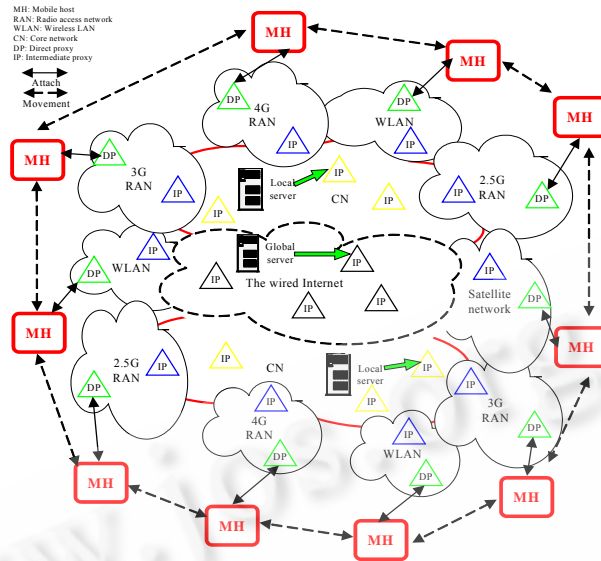 MH: Mobile host
RAN: Radio access network
WLAN: Wireless LAN
CN: Core network
DP: Direct proxy
IP: Intermediate proxy
Attach
Movement
MH
MH
MH
MH
MH
MH
MH
MH
MH
MH
MH
DP
4G
RAN
IP
DP
WLAN
IP
DP
3G
RAN
IP
2.5G
RAN
IP
DP
Local
server
IP
CN
IP
IP
IP
DP
WLAN
Global
server
IP
IP
The wired Internet
IP
IP
IP
Satellite
network
DP
2.5G
RAN
IP
DP
IP
CN
Local
server
IP
IP
IP
4G
RAN
DP
IP
WLAN
DP
IP
3G
RAN
DP